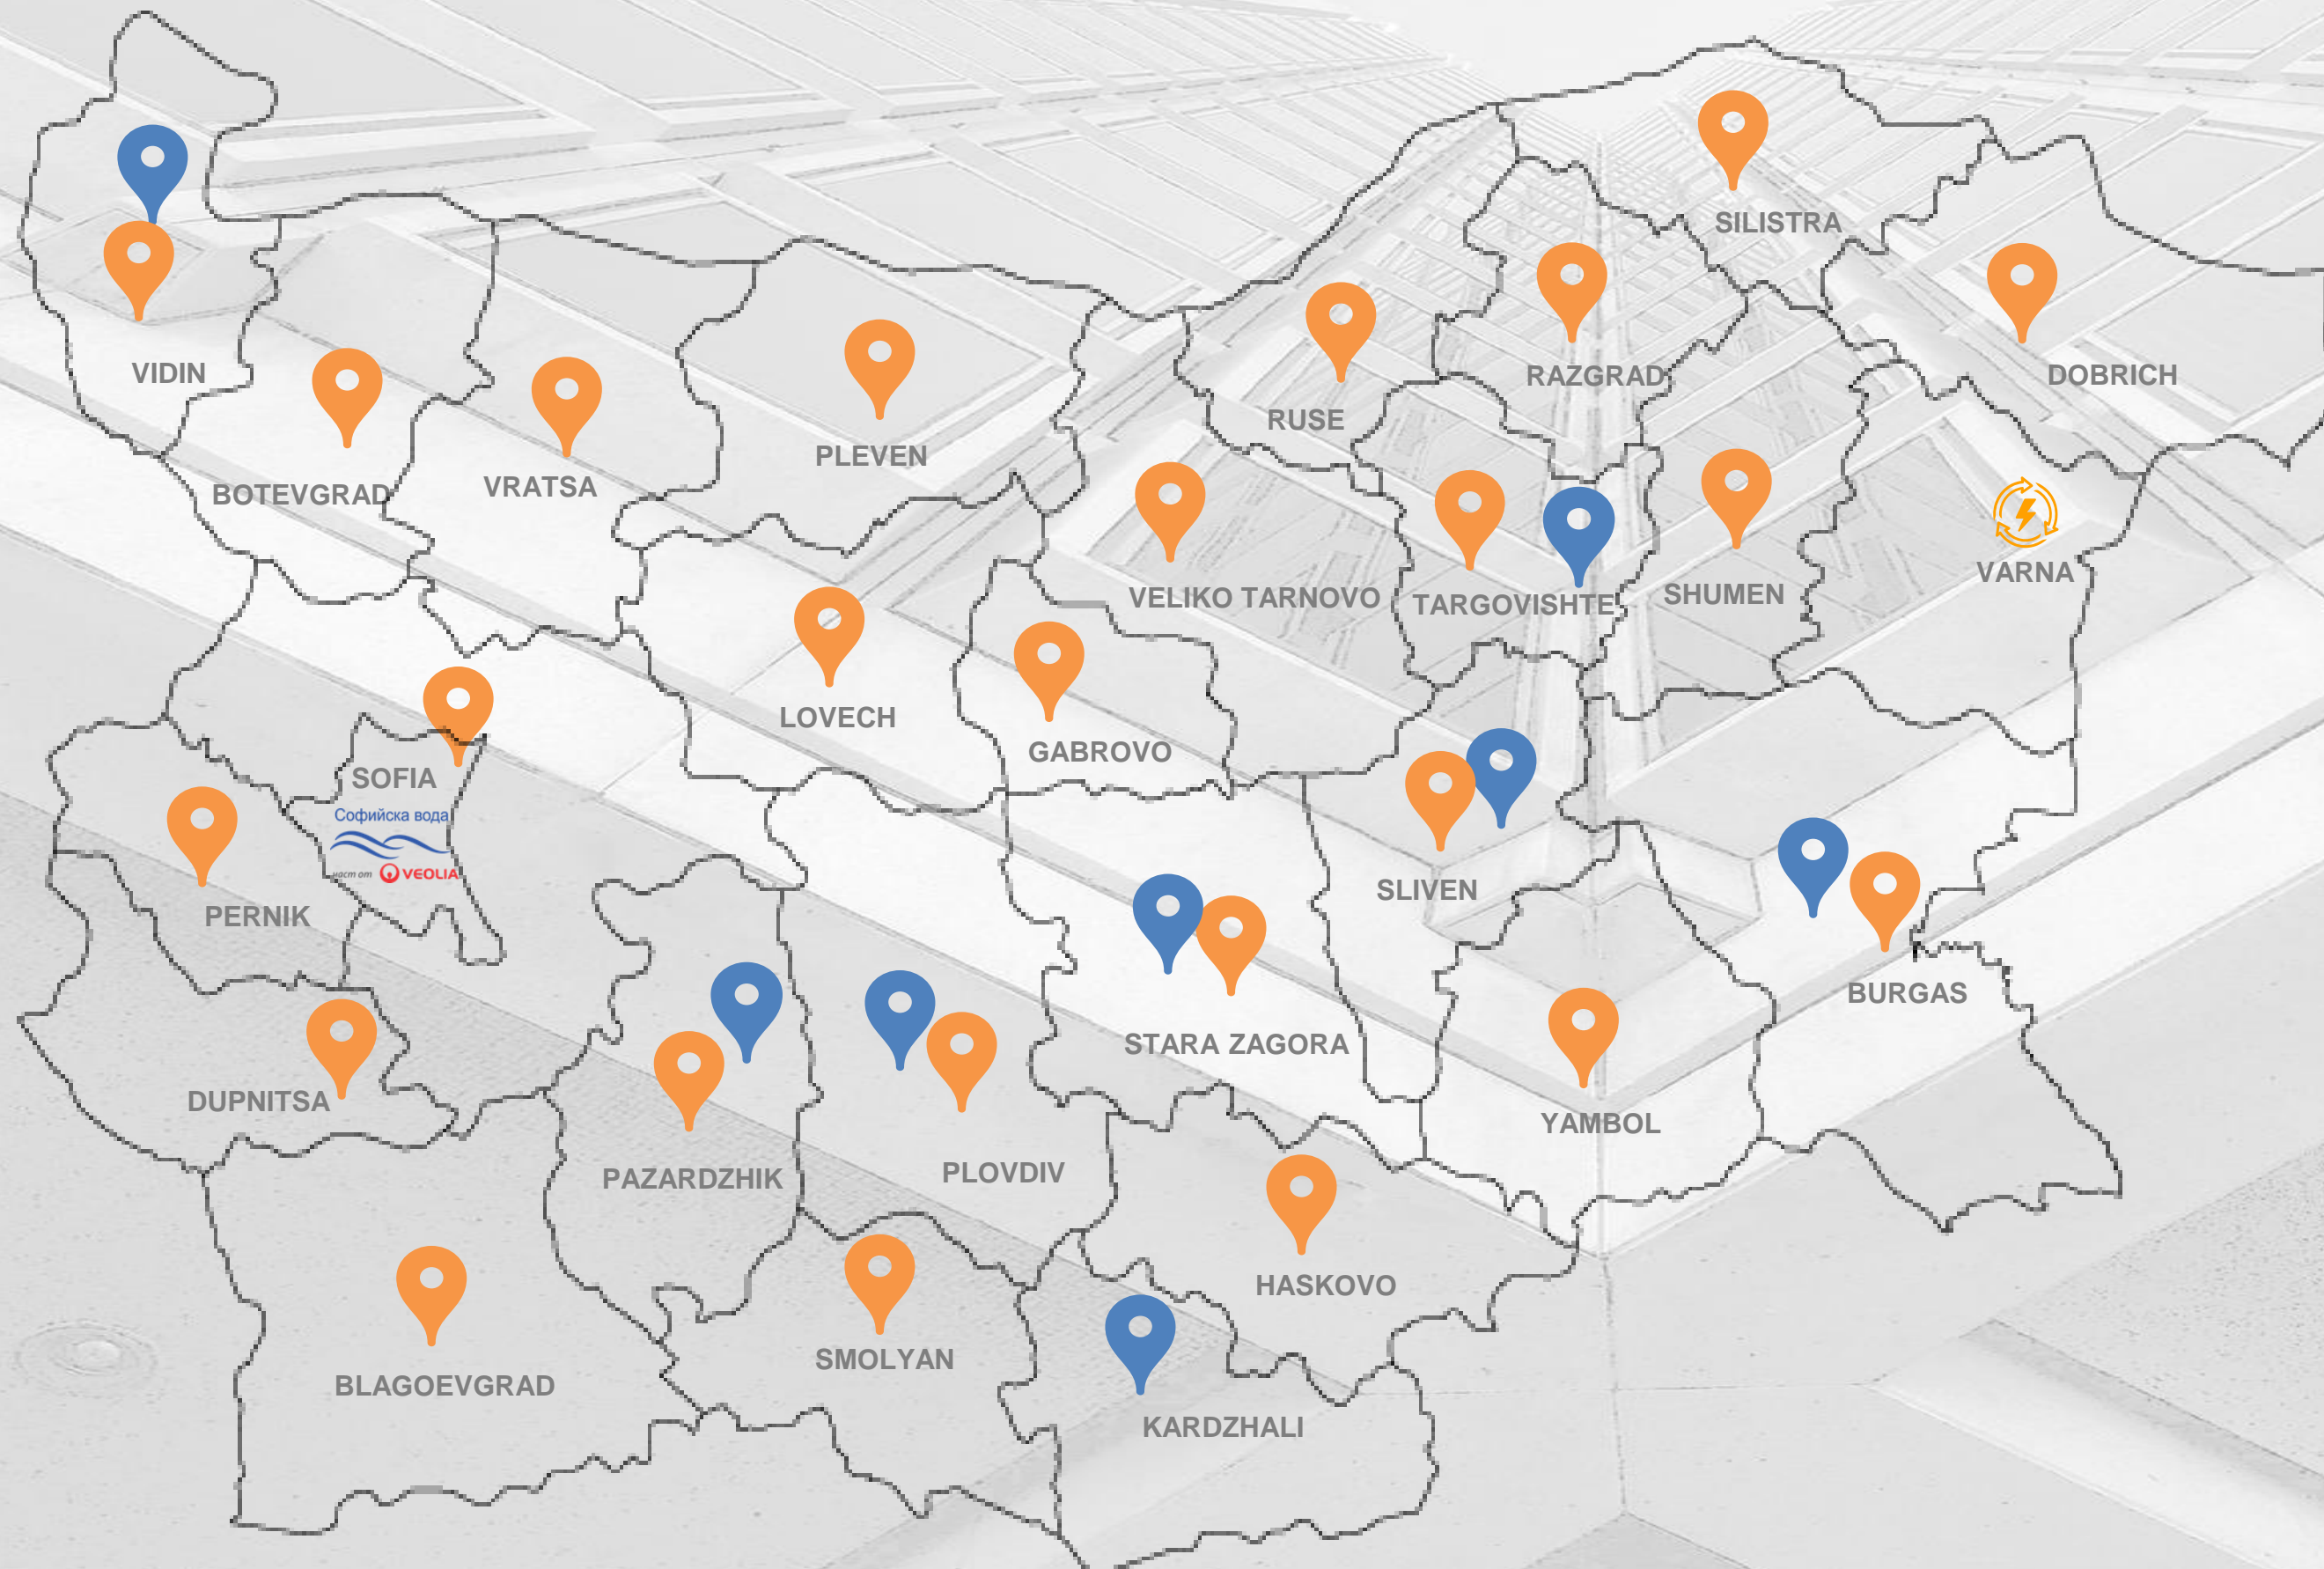 SILISTRA
VIDIN
RAZGRAD
DOBRICH
RUSE
PLEVEN
BOTEVGRAD
VRATSA
VELIKO TARNOVO
TARGOVISHTE
SHUMEN
VARNA
LOVECH
GABROVO
SOFIA
Софийска вода
част от VEOLIA
PERNIK
SLIVEN
BURGAS
STARA ZAGORA
DUPNITSA
YAMBOL
PAZARDZHIK
PLOVDIV
HASKOVO
SMOLYAN
BLAGOEVGRAD
KARDZHALI